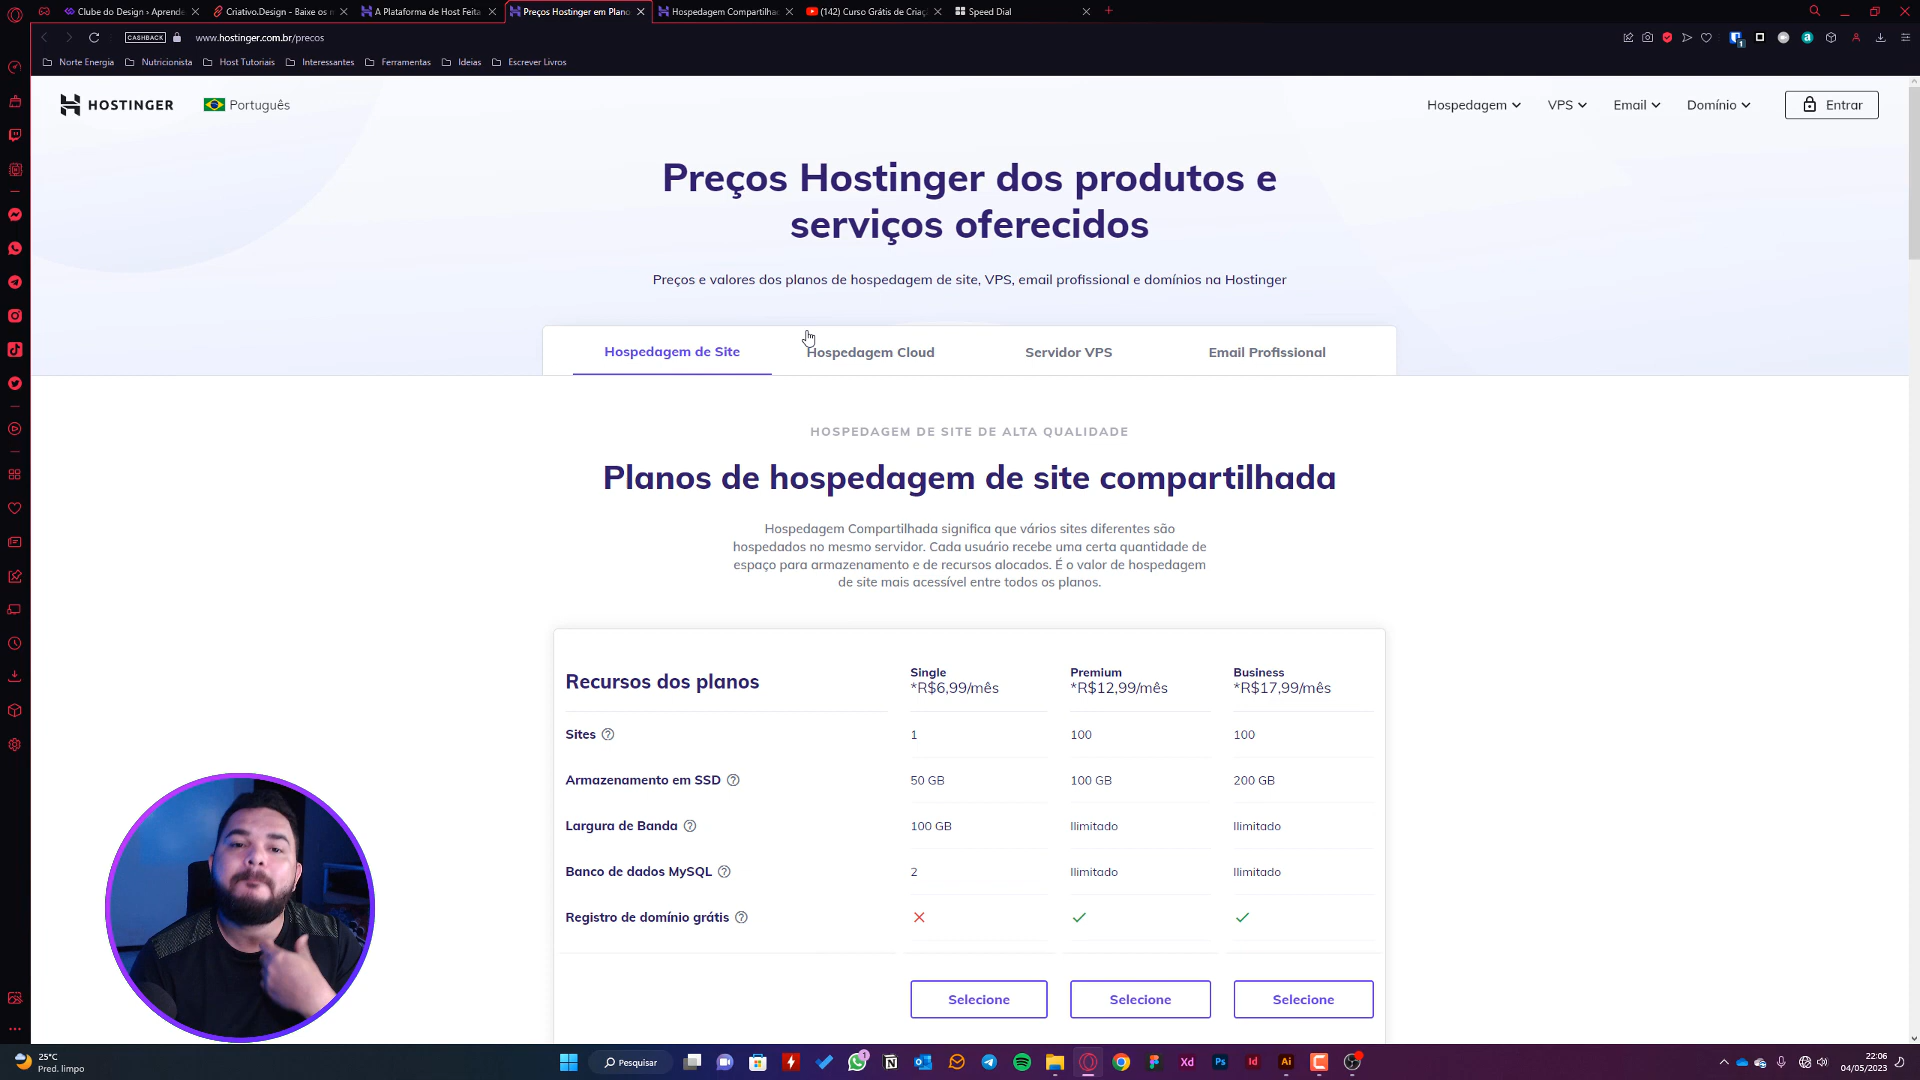 Clube do Design › Aprende
Criativo.Design - Baixe os n
A Plataforma de Host Feita
Preços Hostinger em Plano
Hospedagem Compartilha
(142) Curso Grátis de Criaç
Speed Dial
CASHBACK
www.hostinger.com.br/precos
Norte Energia
Nutricionista
Host Tutoriais
Interessantes
Ferramentas
Ideias
Escrever Livros
HOSTINGER
Português
Hospedagem
VPS
Email
Domínio
Entrar
Preços Hostinger dos produtos e
serviços oferecidos
Preços e valores dos planos de hospedagem de site, VPS, email profissional e domínios na Hostinger
Hospedagem de Site
Hospedagem Cloud
Servidor VPS
Email Profissional
HOSPEDAGEM DE SITE DE ALTA QUALIDADE
Planos de hospedagem de site compartilhada
Hospedagem Compartilhada significa que vários sites diferentes são
hospedados no mesmo servidor. Cada usuário recebe uma certa quantidade de
espaço para armazenamento e de recursos alocados. É o valor de hospedagem
de site mais acessível entre todos os planos.
Recursos dos planos
Single
*R$6,99/mês
Premium
*R$12,99/mês
Business
*R$17,99/mês
Sites
1
100
100
Armazenamento em SSD
50 GB
100 GB
200 GB
Largura de Banda
100 GB
Ilimitado
Ilimitado
Banco de dados MySQL
2
Ilimitado
Ilimitado
Registro de domínio grátis
Selecione
Selecione
Selecione
25°C
Pred. limpo
Pesquisar
1
Xd
Ps
Id
Ai
22:06
04/05/2023